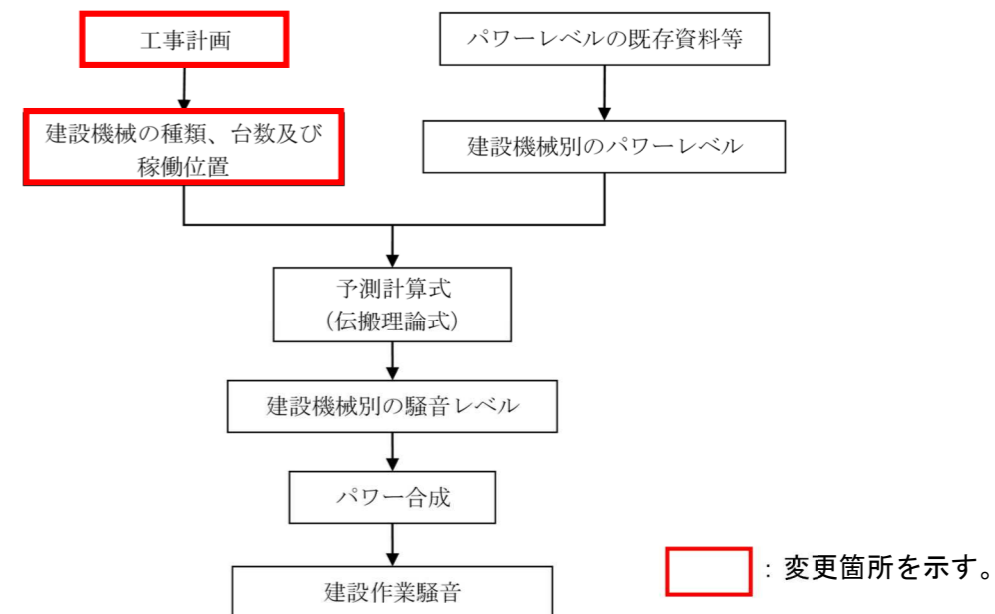 工事計画
パワーレベルの既存資料等
建設機械の種類、台数及び
稼働位置
建設機械別のパワーレベル
予測計算式
（伝搬理論式）
建設機械別の騒音レベル
パワー合成
建設作業騒音
：変更箇所を示す。